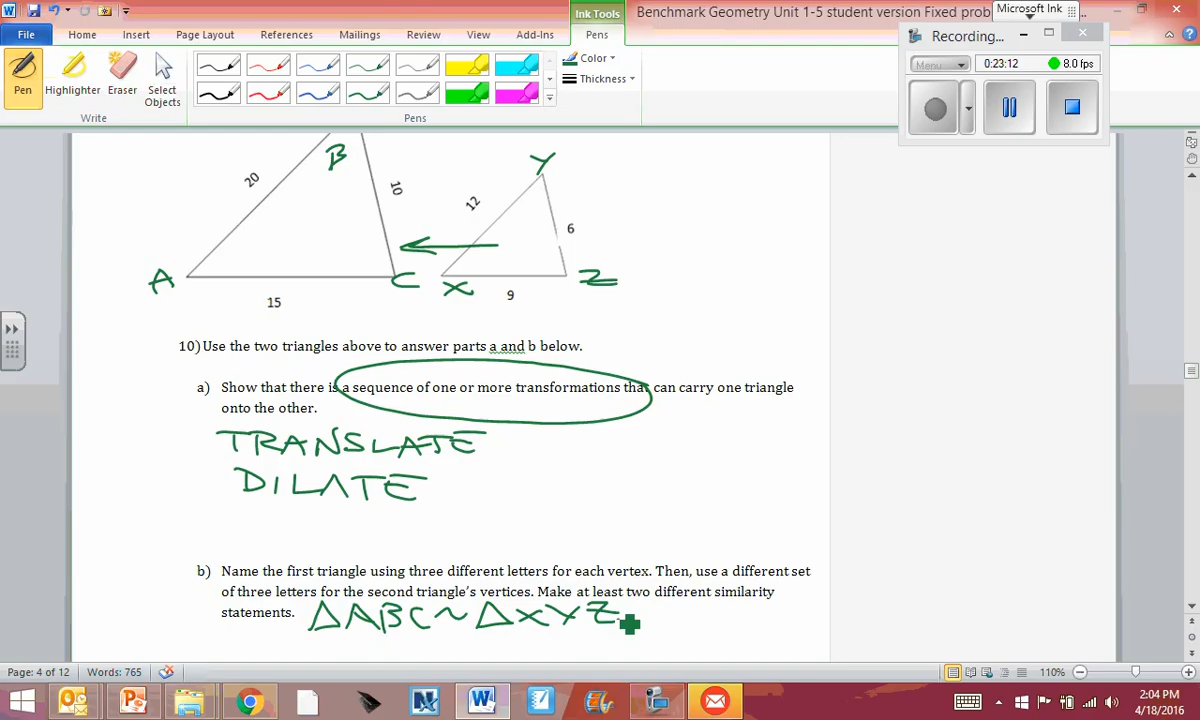 Ink Tools
Benchmark Geometry Unit 1-5 student version Fixed prob
Microsoft Ink
File
Home
Insert
Page Layout
References
Mailings
Review
View
Add-Ins
Pens
Recording...
Menu
0:23:12
8.0 fps
Pen
Highlighter
Eraser
Select Objects
Color
Thickness
Write
Pens
B
20
10
Y
12
6
A
C
X
Z
15
9
10) Use the two triangles above to answer parts a and b below.
a) Show that there is a sequence of one or more transformations that can carry one triangle
onto the other.
TRANSLATE
DILATE
b) Name the first triangle using three different letters for each vertex. Then, use a different set
of three letters for the second triangle's vertices. Make at least two different similarity
statements. ΔABC~ΔXYZ
Page: 4 of 12
Words: 765
110%
2:04 PM
4/18/2016